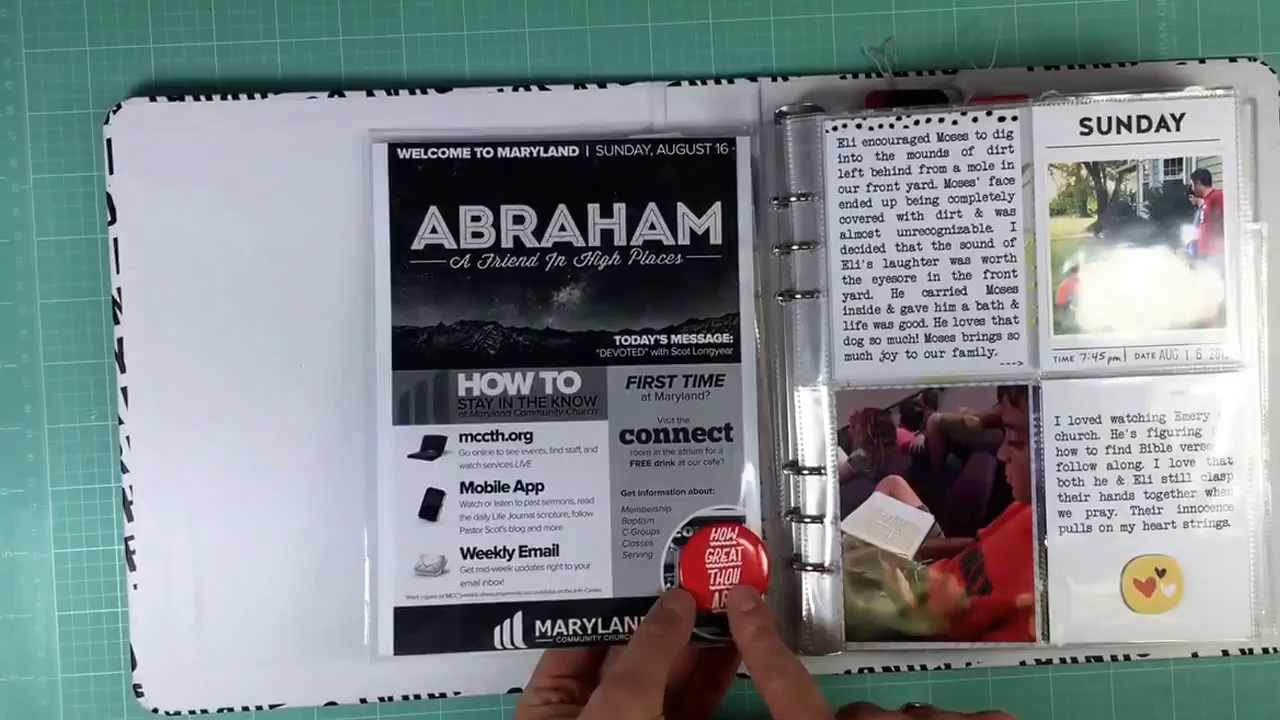 WELCOME TO MARYLAND | SUNDAY, AUGUST 16
ABRAHAM
A Friend In High Places
TODAY'S MESSAGE:
"DEVOTED" with Scot Longyear
HOW TO
STAY IN THE KNOW
at Maryland Community Church
mccth.org
Go online to see events, find staff, and
watch services LIVE
Mobile App
Watch or listen to past sermons, read
the daily Life Journal scripture, follow
Pastor Scot's blog and more.
Weekly Email
Get mid-week updates right to your
email inbox!
FIRST TIME
at Maryland?
Visit the
connect
room in the atrium for a
FREE drink at our cafe!
Get information about:
Membership
Baptism
C-Groups
Classes
Serving
HOW
GREAT
THOU
MARYLAND
COMMUNITY CHURCH
Eli encouraged Moses to dig
into the mounds of dirt
left behind from a mole in
our front yard. Moses' face
ended up being completely
covered with dirt & was
almost unrecognizable. I
decided that the sound of
Eli's laughter was worth
the eyesore in the front
yard. He carried Moses
inside & gave him a bath &
life was good. He loves that
dog so much! Moses brings so
much joy to our family.
--->
SUNDAY
TIME 7:45 pm | DATE AUG 16
I loved watching Emery
church. He's figuring
how to find Bible verse
follow along. I love that
both he & Eli still clasp
their hands together when
we pray. Their innocence
pulls on my heart strings.